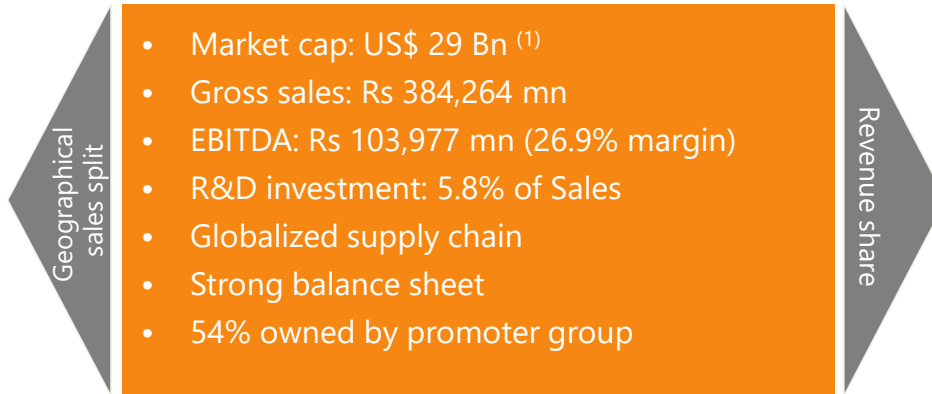 Geographical
sales split
• Market cap: US$ 29 Bn (1)
• Gross sales: Rs 384,264 mn
• EBITDA: Rs 103,977 mn (26.9% margin)
• R&D investment: 5.8% of Sales
• Globalized supply chain
• Strong balance sheet
• 54% owned by promoter group
Revenue share